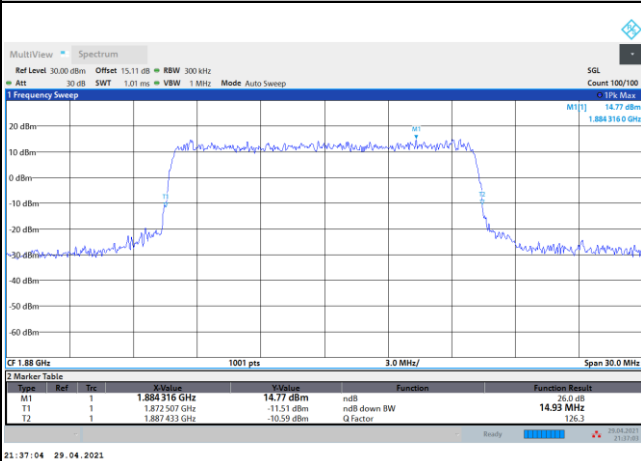 MultiView Spectrum
Ref Level 30.00 dBm Offset 15.11 dB RBW 300 kHz SGL
Att 30 dB SWT 1.01 ms VBW 1 MHz Mode Auto Sweep Count 100/100
1 Frequency Sweep 1Pk Max
M1[1] 14.77 dBm
1.884 316 0 GHz
M1
20 dBm
10 dBm
0 dBm
-10 dBm
T1
-20 dBm
-30 dBm
-40 dBm
-50 dBm
-60 dBm
CF 1.88 GHz 1001 pts 3.0 MHz/ Span 30.0 MHz
2 Marker Table
Type Ref Trc X-Value Y-Value Function Function Result
M1 1 1.884 316 GHz 14.77 dBm ndB 26.0 dB
T1 1 1.872 507 GHz -11.51 dBm ndB down BW 14.93 MHz
T2 1 1.887 433 GHz -10.59 dBm Q Factor 126.3
Ready 29.04.2021
21:37:03
21:37:04 29.04.2021